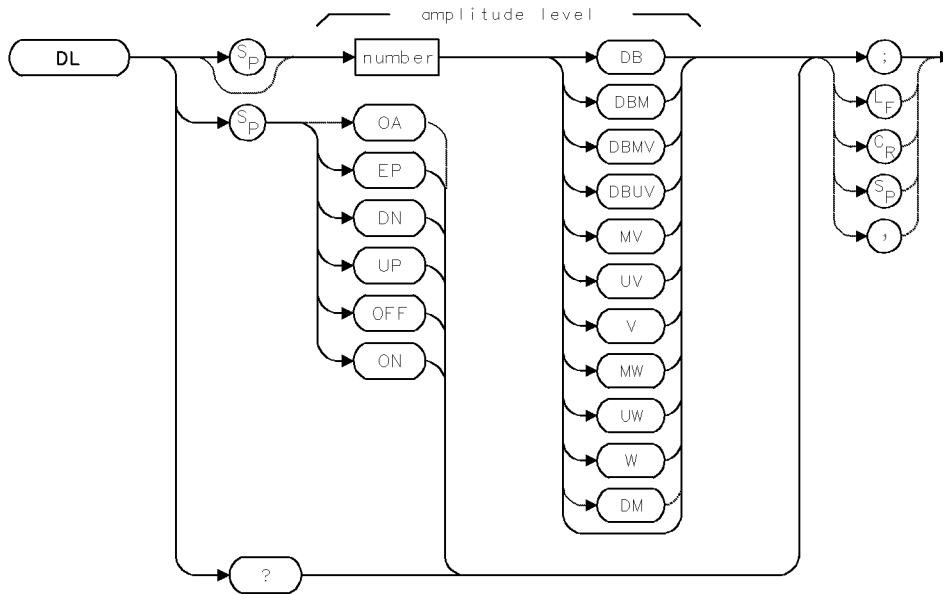 amplitude level
DL
SP
number
DB
;
DBM
LF
SP
OA
DBMV
CR
EP
DBUV
SP
DN
MV
,
UP
UV
OFF
V
ON
MW
UW
W
DM
?